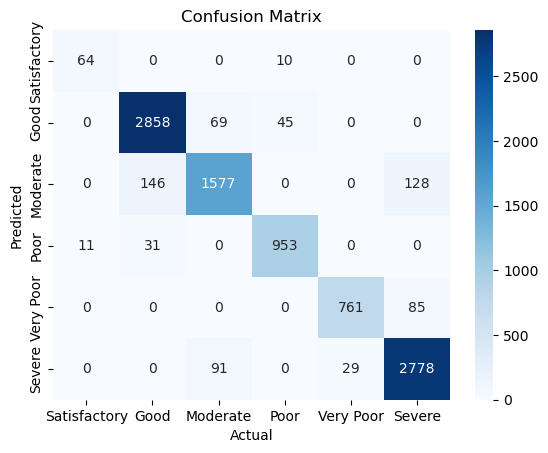 Confusion Matrix
Predicted
Satisfactory
64 0 0 10 0 0
Good
0 2858 69 45 0 0
Moderate
0 146 1577 0 0 128
Poor
11 31 0 953 0 0
Very Poor
0 0 0 0 761 85
Severe
0 0 91 0 29 2778
Satisfactory Good Moderate Poor Very Poor Severe
Actual
2500
2000
1500
1000
500
0